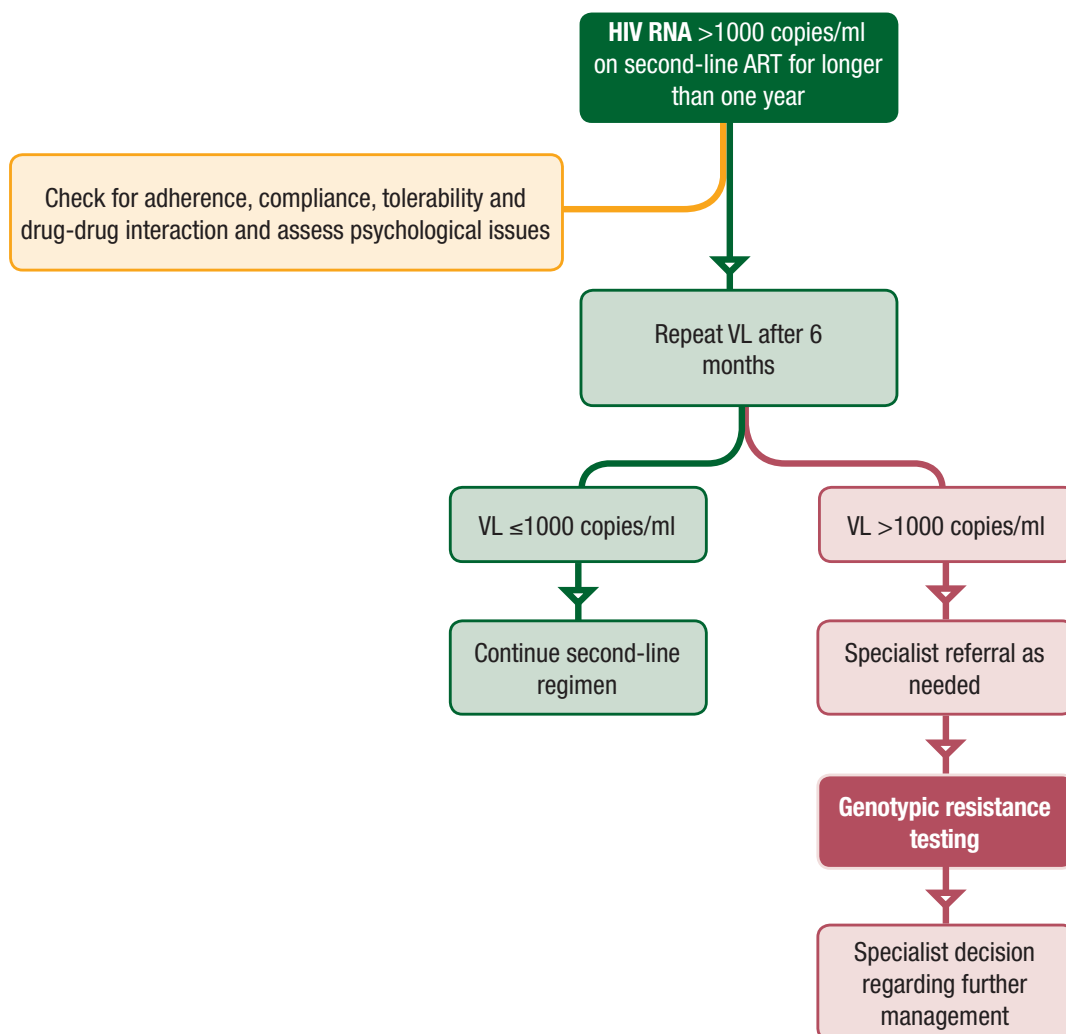 HIV RNA >1000 copies/ml
on second-line ART for longer
than one year
Check for adherence, compliance, tolerability and
drug-drug interaction and assess psychological issues
Repeat VL after 6
months
VL ≤1000 copies/ml
VL >1000 copies/ml
Continue second-line
regimen
Specialist referral as
needed
Genotypic resistance
testing
Specialist decision
regarding further
management